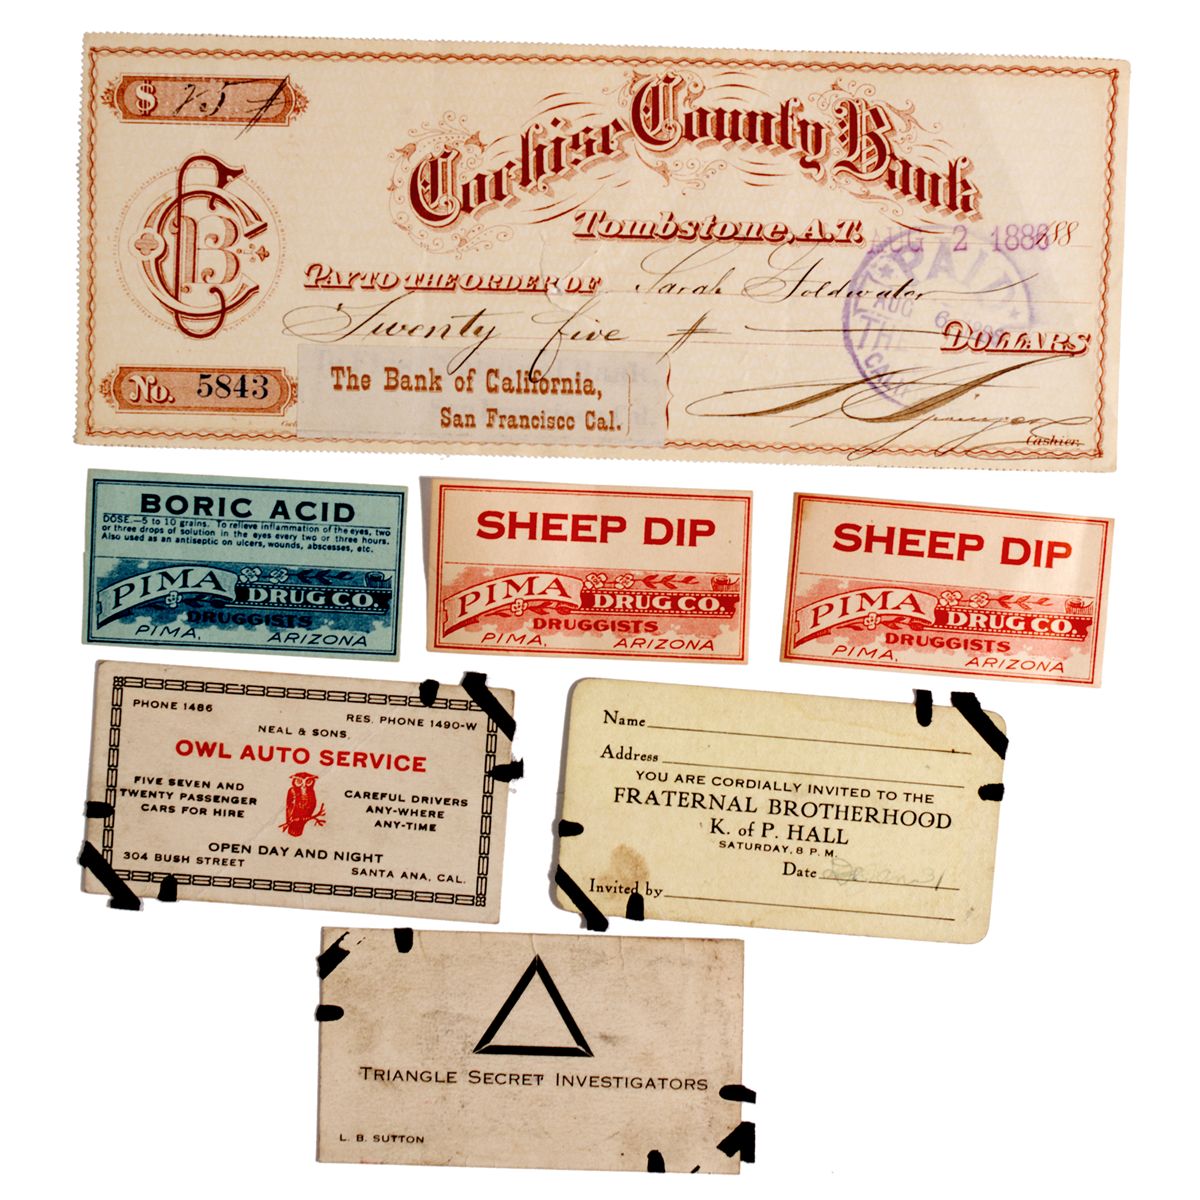 $ 25
Cochise County Bank
Tombstone, A.T. AUG 2 1886 188
PAY TO THE ORDER OF Sarah Goldwater
Twenty five DOLLARS
PAID
AUG 6
THE
No. 5843
The Bank of California,
San Francisco Cal.
Cashier.
BORIC ACID
DOSE.—5 to 10 grains. To relieve inflammation of the eyes, two
or three drops of solution in the eyes every two or three hours.
Also used as an antiseptic on ulcers, wounds, abscesses, etc.
PIMA DRUG CO.
DRUGGISTS
PIMA, ARIZONA
SHEEP DIP
PIMA DRUG CO.
DRUGGISTS
PIMA, ARIZONA
SHEEP DIP
PIMA DRUG CO.
DRUGGISTS
PIMA, ARIZONA
PHONE 1486
RES. PHONE 1490-W
NEAL & SONS,
OWL AUTO SERVICE
FIVE SEVEN AND
TWENTY PASSENGER
CARS FOR HIRE
CAREFUL DRIVERS
ANY-WHERE
ANY-TIME
OPEN DAY AND NIGHT
304 BUSH STREET
SANTA ANA, CAL.
Name
Address
YOU ARE CORDIALLY INVITED TO THE
FRATERNAL BROTHERHOOD
K. of P. HALL
SATURDAY, 8 P. M.
Date
Invited by
TRIANGLE SECRET INVESTIGATORS
L. B. SUTTON